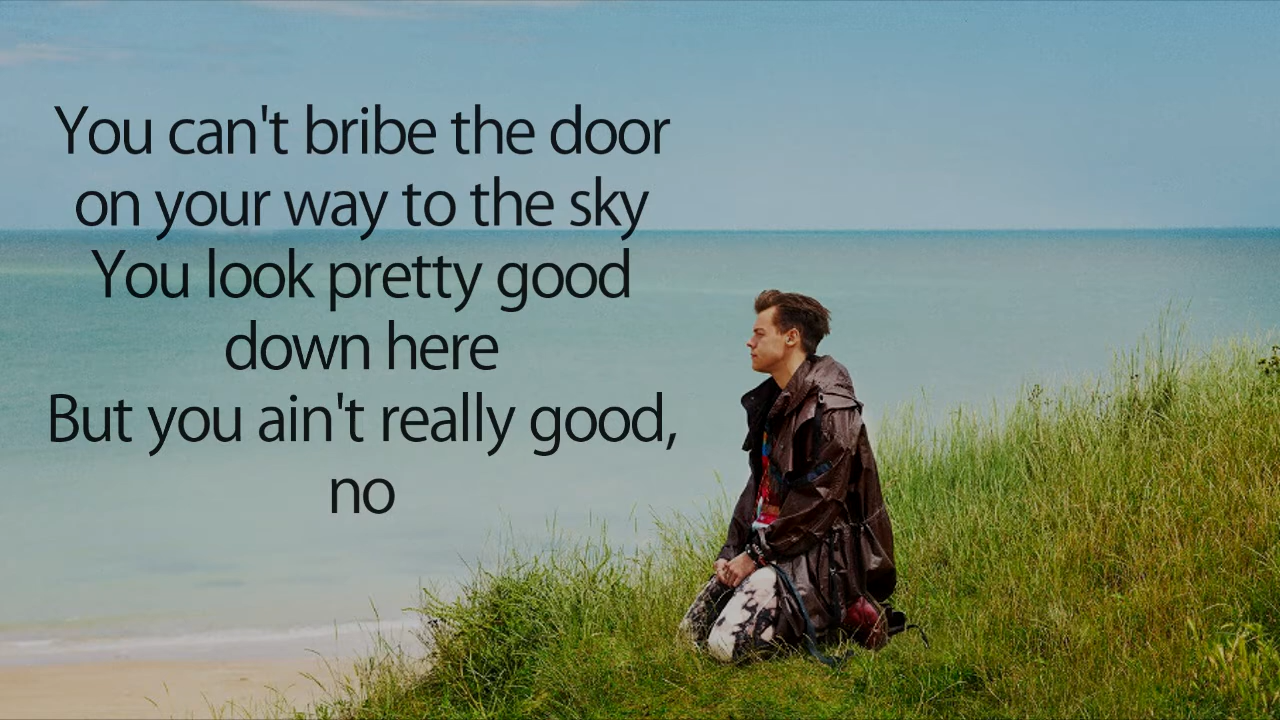 You can't bribe the door
on your way to the sky
You look pretty good
down here
But you ain't really good,
no